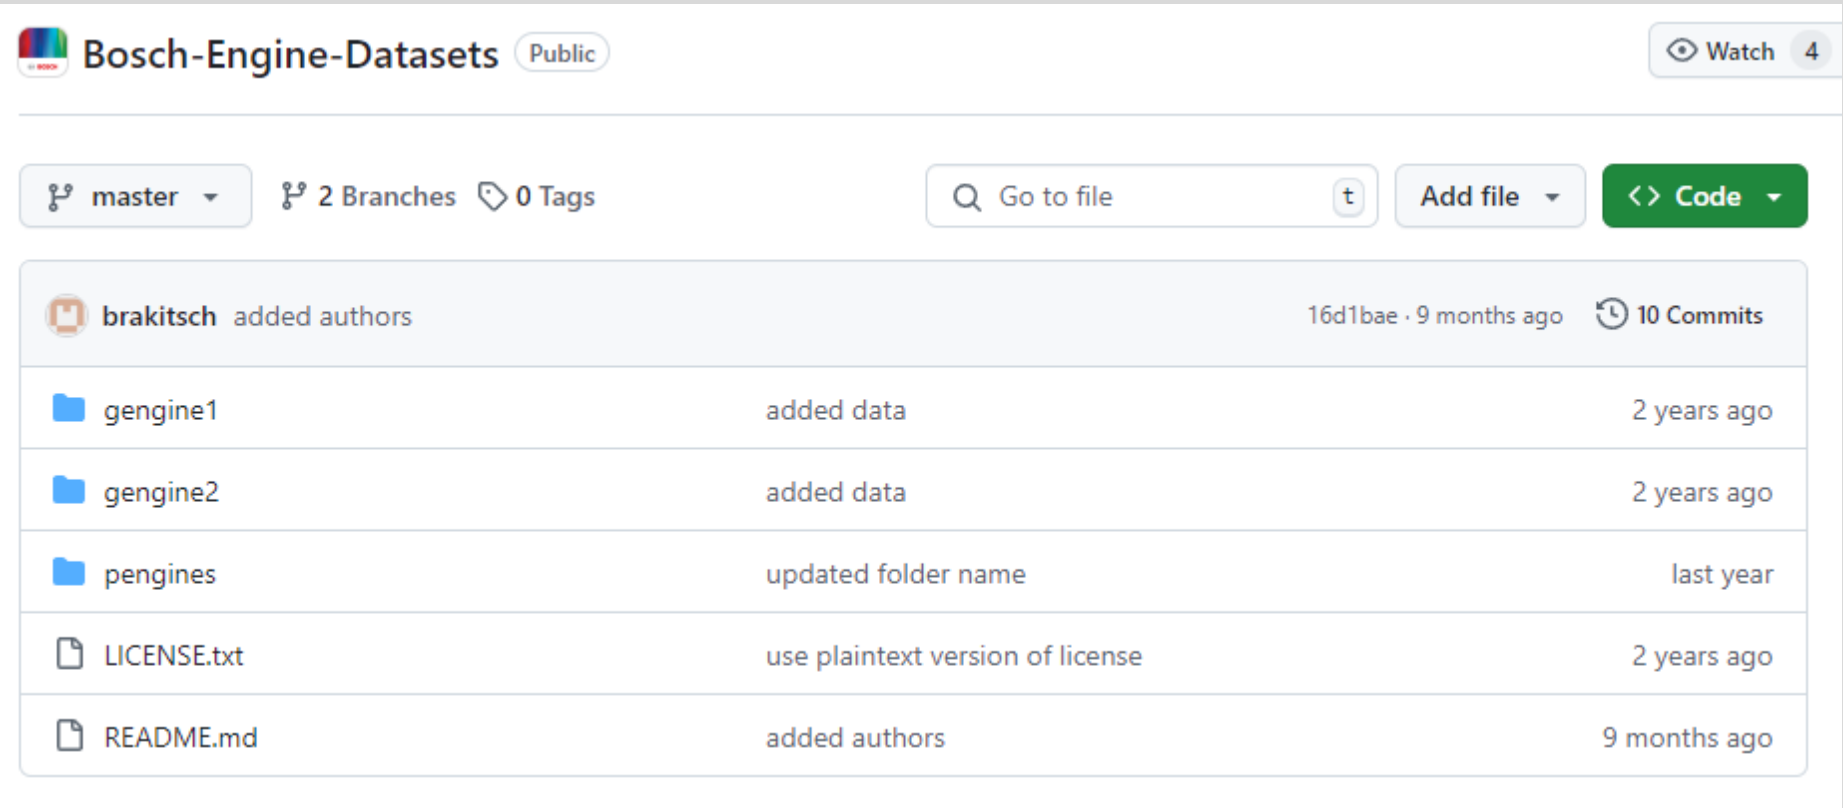 Bosch-Engine-Datasets Public Watch 4
master 2 Branches 0 Tags Go to file t Add file Code
brakitsch added authors 16d1bae · 9 months ago 10 Commits
gengine1 added data 2 years ago
gengine2 added data 2 years ago
pengines updated folder name last year
LICENSE.txt use plaintext version of license 2 years ago
README.md added authors 9 months ago